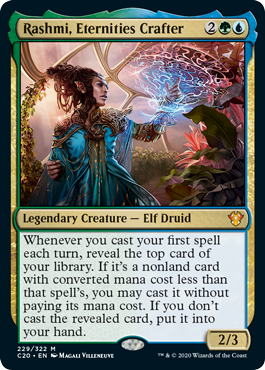 Rashmi, Eternities Crafter 2
Legendary Creature — Elf Druid
Whenever you cast your first spell
each turn, reveal the top card of
your library. If it's a nonland card
with converted mana cost less than
that spell's, you may cast it without
paying its mana cost. If you don't
cast the revealed card, put it into
your hand.
2/3
229/322 M
C20 • EN Magali Villeneuve
™ & © 2020 Wizards of the Coast